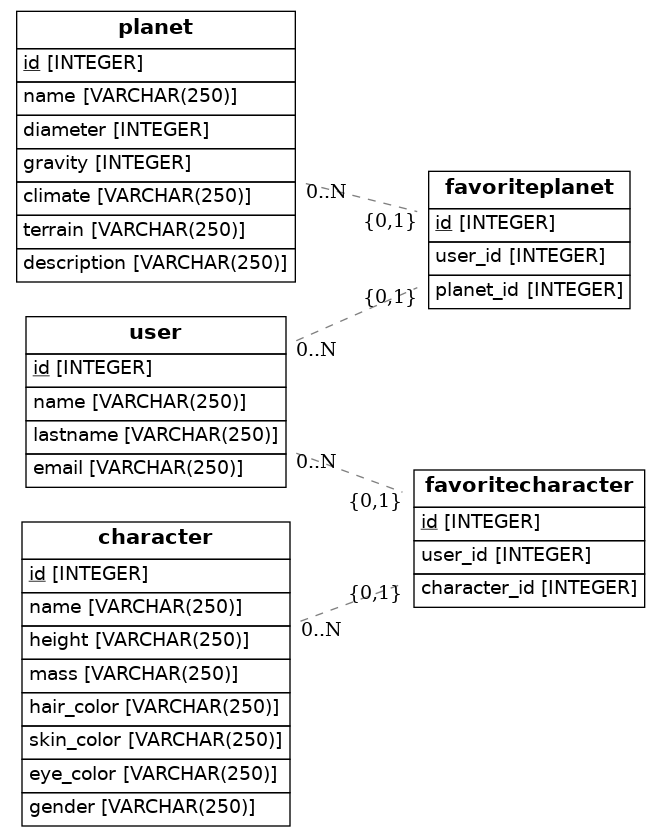 planet
id [INTEGER]
name [VARCHAR(250)]
diameter [INTEGER]
gravity [INTEGER]
climate [VARCHAR(250)]
terrain [VARCHAR(250)]
description [VARCHAR(250)]
0..N
{0,1}
favoriteplanet
id [INTEGER]
user_id [INTEGER]
planet_id [INTEGER]
{0,1}
0..N
user
id [INTEGER]
name [VARCHAR(250)]
lastname [VARCHAR(250)]
email [VARCHAR(250)]
0..N
{0,1}
favoritecharacter
id [INTEGER]
user_id [INTEGER]
character_id [INTEGER]
{0,1}
0..N
character
id [INTEGER]
name [VARCHAR(250)]
height [VARCHAR(250)]
mass [VARCHAR(250)]
hair_color [VARCHAR(250)]
skin_color [VARCHAR(250)]
eye_color [VARCHAR(250)]
gender [VARCHAR(250)]